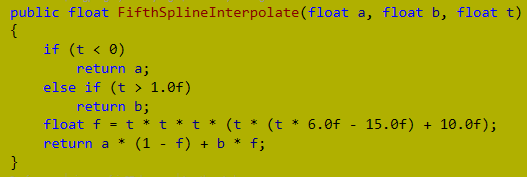 public float FifthSplineInterpolate(float a, float b, float t)
{
    if (t < 0)
        return a;
    else if (t > 1.0f)
        return b;
    float f = t * t * t * (t * (t * 6.0f - 15.0f) + 10.0f);
    return a * (1 - f) + b * f;
}